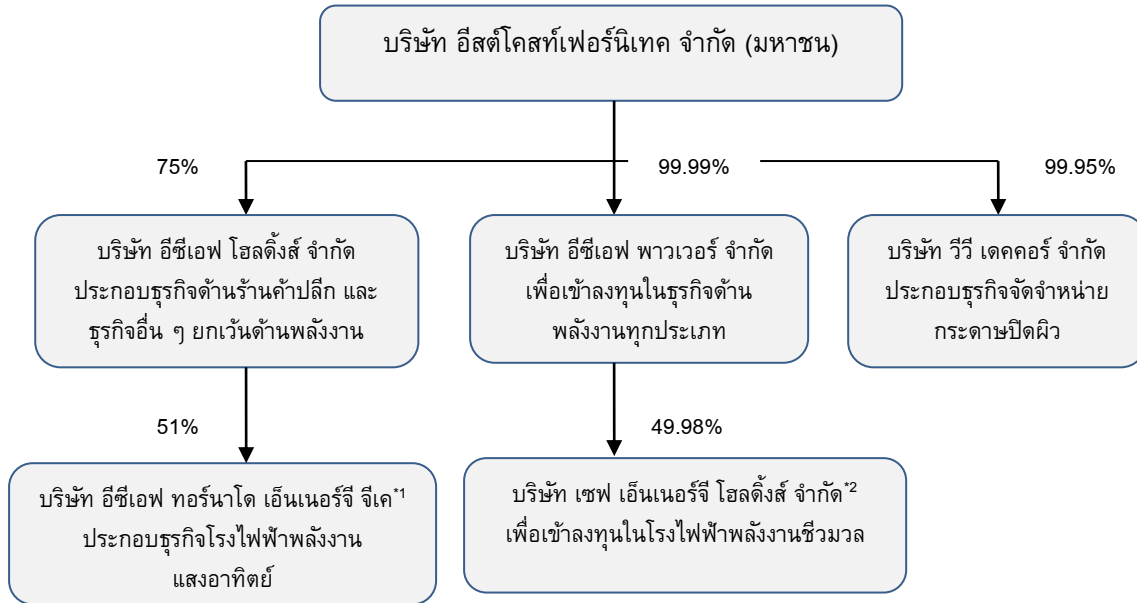 บริษัท อีสต์โคสท์เฟอร์นิเทค จำกัด (มหาชน)
75%
99.99%
99.95%
บริษัท อีซีเอฟ โฮลดิ้งส์ จำกัด
ประกอบธุรกิจด้านร้านค้าปลีก และ
ธุรกิจอื่น ๆ ยกเว้นด้านพลังงาน
บริษัท อีซีเอฟ พาวเวอร์ จำกัด
เพื่อเข้าลงทุนในธุรกิจด้าน
พลังงานทุกประเภท
บริษัท วีวี เดคคอร์ จำกัด
ประกอบธุรกิจจัดจำหน่าย
กระดาษปิดผิว
51%
49.98%
บริษัท อีซีเอฟ ทอร์นาโด เอ็นเนอร์จี จีเค*1
ประกอบธุรกิจโรงไฟฟ้าพลังงาน
แสงอาทิตย์
บริษัท เซฟ เอ็นเนอร์จี โฮลดิ้งส์ จำกัด*2
เพื่อเข้าลงทุนในโรงไฟฟ้าพลังงานชีวมวล